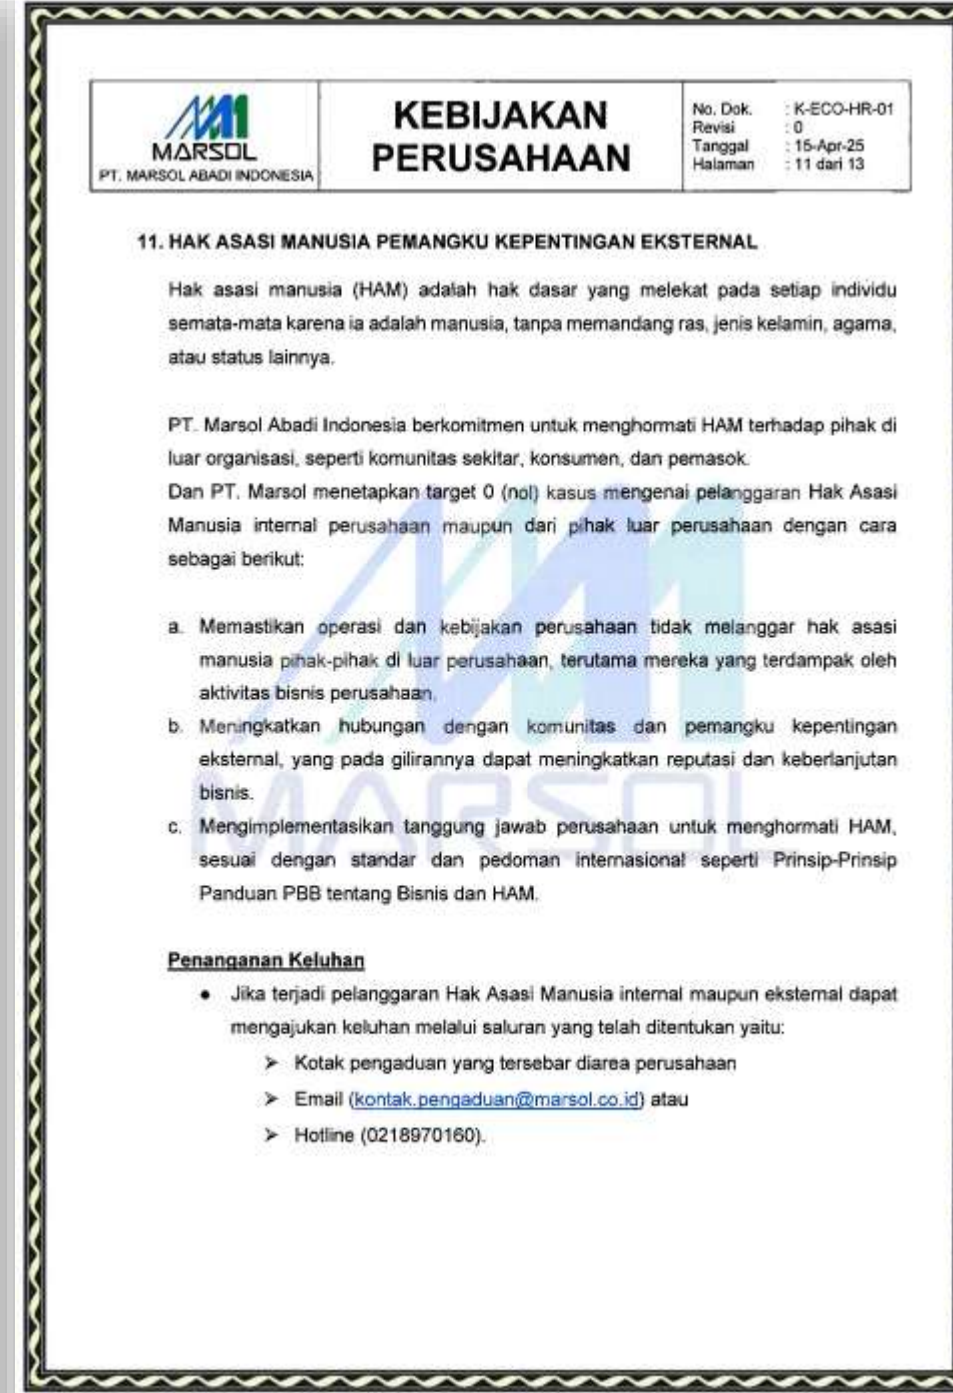 MARSOL
PT. MARSOL ABADI INDONESIA
KEBIJAKAN
PERUSAHAAN
No. Dok. : K-ECO-HR-01
Revisi : 0
Tanggal : 15-Apr-25
Halaman : 11 dari 13
11. HAK ASASI MANUSIA PEMANGKU KEPENTINGAN EKSTERNAL
Hak asasi manusia (HAM) adalah hak dasar yang melekat pada setiap individu
semata-mata karena ia adalah manusia, tanpa memandang ras, jenis kelamin, agama,
atau status lainnya.
PT. Marsol Abadi Indonesia berkomitmen untuk menghormati HAM terhadap pihak di
luar organisasi, seperti komunitas sekitar, konsumen, dan pemasok.
Dan PT. Marsol menetapkan target 0 (nol) kasus mengenai pelanggaran Hak Asasi
Manusia internal perusahaan maupun dari pihak luar perusahaan dengan cara
sebagai berikut:
a. Memastikan operasi dan kebijakan perusahaan tidak melanggar hak asasi
manusia pihak-pihak di luar perusahaan, terutama mereka yang terdampak oleh
aktivitas bisnis perusahaan.
b. Meningkatkan hubungan dengan komunitas dan pemangku kepentingan
eksternal, yang pada gilirannya dapat meningkatkan reputasi dan keberlanjutan
bisnis.
c. Mengimplementasikan tanggung jawab perusahaan untuk menghormati HAM,
sesuai dengan standar dan pedoman internasional seperti Prinsip-Prinsip
Panduan PBB tentang Bisnis dan HAM.
MARSOL
Penanganan Keluhan
● Jika terjadi pelanggaran Hak Asasi Manusia internal maupun eksternal dapat
mengajukan keluhan melalui saluran yang telah ditentukan yaitu:
➢ Kotak pengaduan yang tersebar diarea perusahaan
➢ Email (kontak.pengaduan@marsol.co.id) atau
➢ Hotline (0218970160).